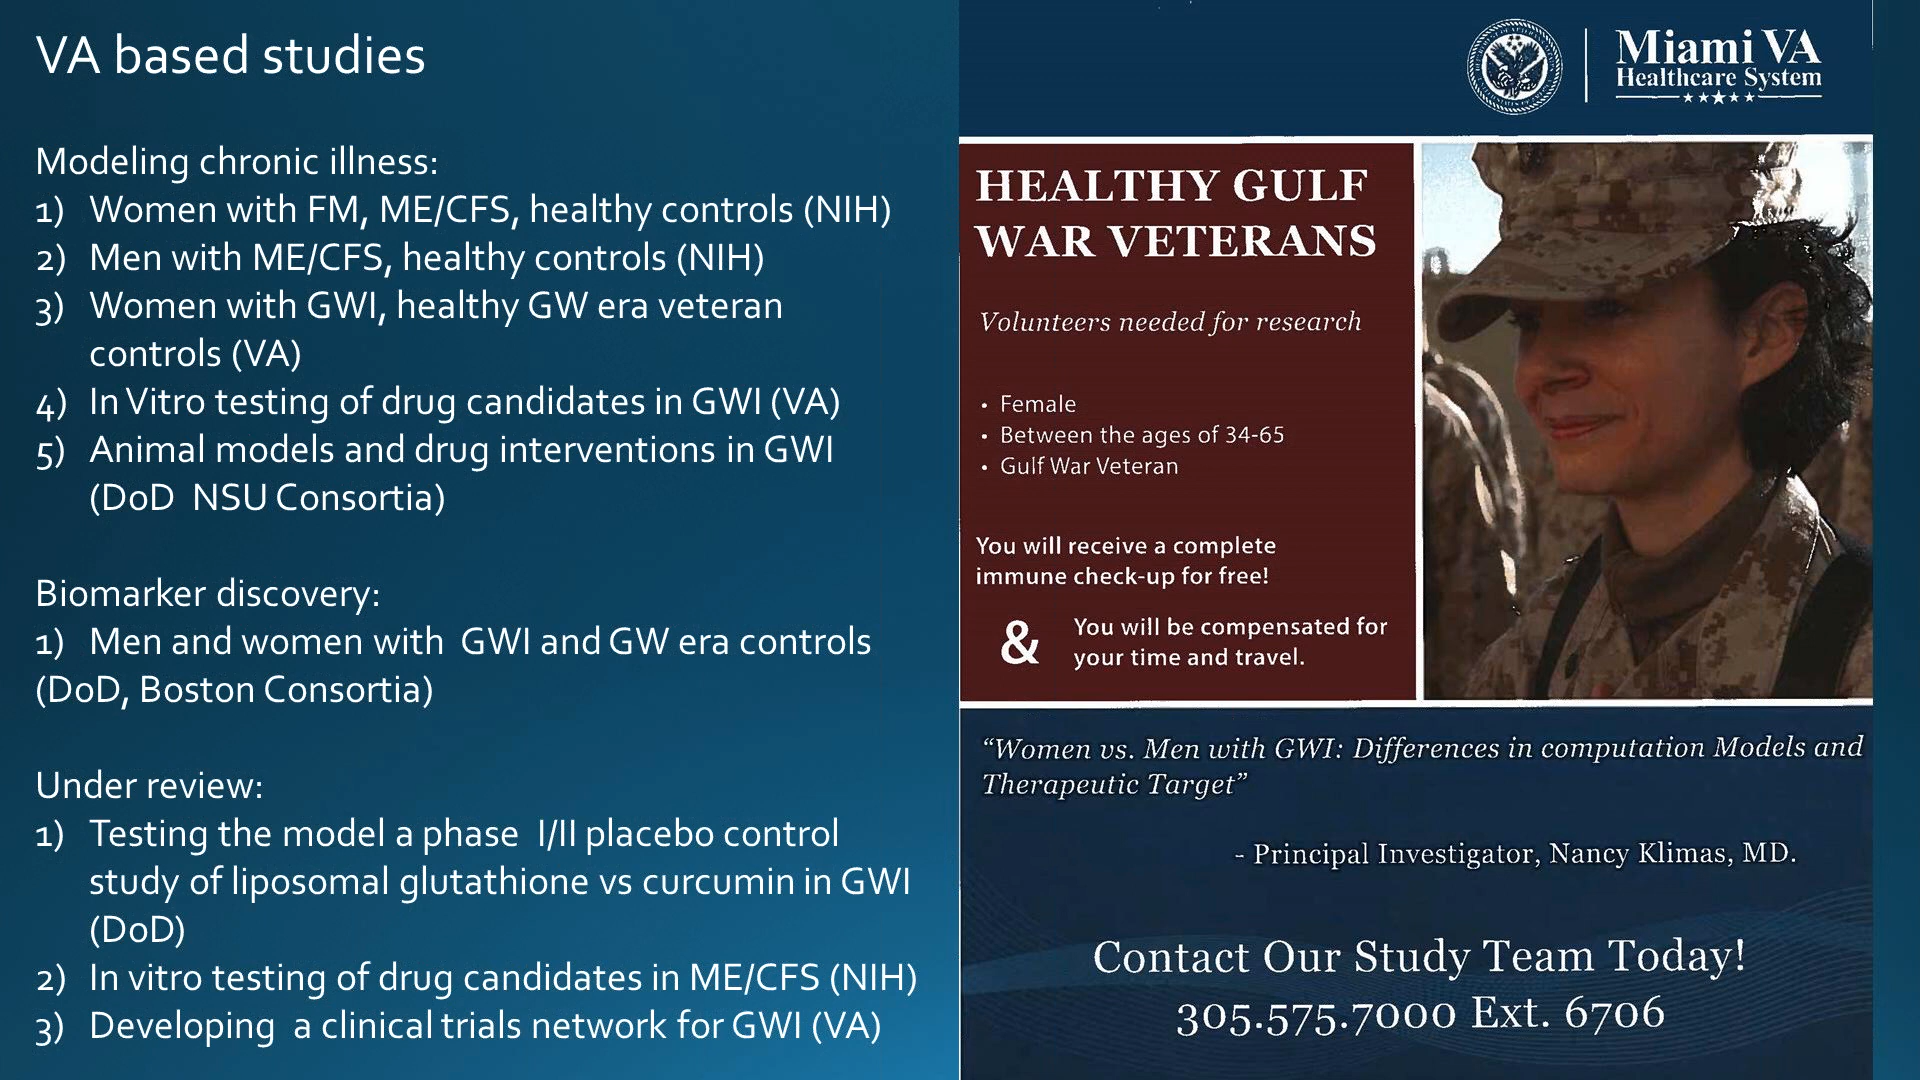 VA based studies
Modeling chronic illness:
1) Women with FM, ME/CFS, healthy controls (NIH)
2) Men with ME/CFS, healthy controls (NIH)
3) Women with GWI, healthy GW era veteran
controls (VA)
4) In Vitro testing of drug candidates in GWI (VA)
5) Animal models and drug interventions in GWI
(DoD NSU Consortia)
Biomarker discovery:
1) Men and women with GWI and GW era controls
(DoD, Boston Consortia)
Under review:
1) Testing the model a phase I/II placebo control
study of liposomal glutathione vs curcumin in GWI
(DoD)
2) In vitro testing of drug candidates in ME/CFS (NIH)
3) Developing a clinical trials network for GWI (VA)
Miami VA
Healthcare System
HEALTHY GULF
WAR VETERANS
Volunteers needed for research
• Female
• Between the ages of 34-65
• Gulf War Veteran
You will receive a complete
immune check-up for free!
& You will be compensated for
your time and travel.
“Women vs. Men with GWI: Differences in computation Models and
Therapeutic Target”
- Principal Investigator, Nancy Klimas, MD.
Contact Our Study Team Today!
305.575.7000 Ext. 6706